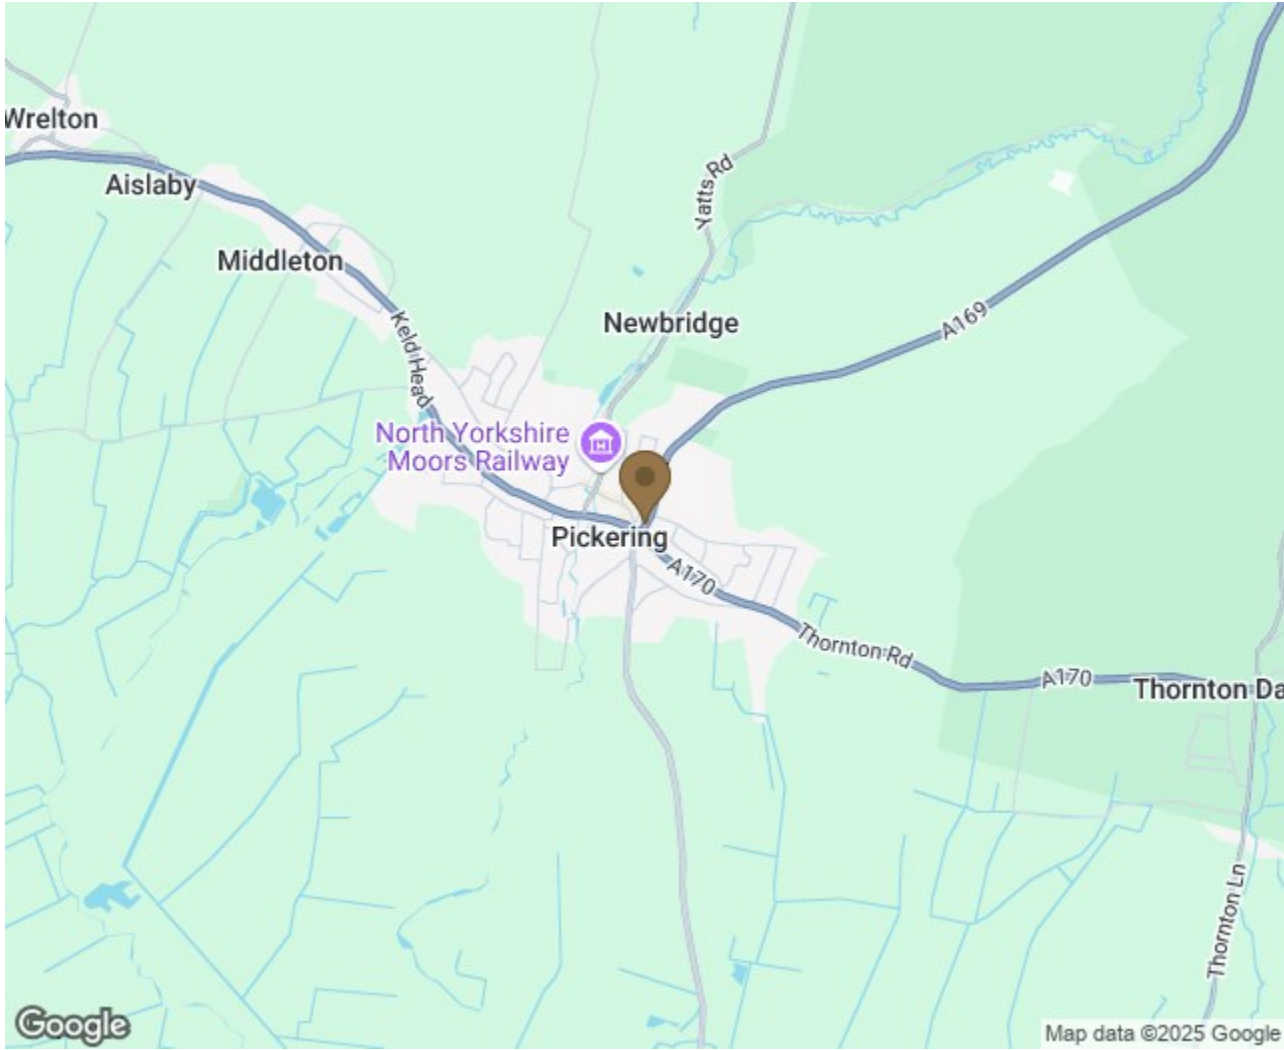 Wrelton
Aislaby
Middleton
Yatts Rd
Newbridge
A169
Keld Head
North Yorkshire
Moors Railway
Pickering
A170
Thornton Rd
A170
Thornton Da
Thornton Ln
Google
Map data ©2025 Google